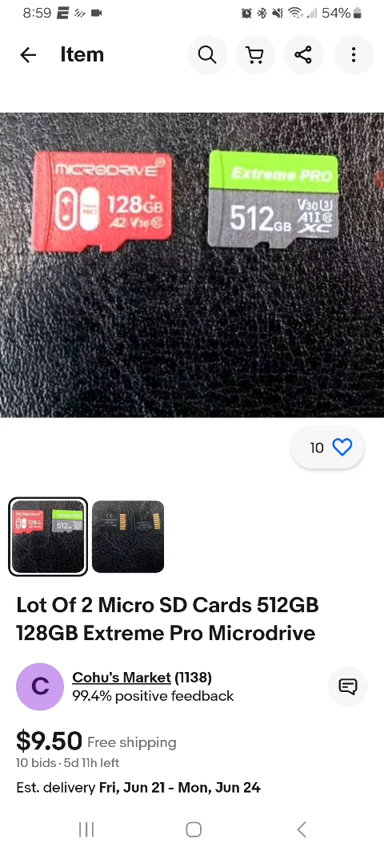 8:59
54%
Item
MICRODRIVE
128GB
A2 V30
Extreme PRO
512GB
V30
A1
XC
10
Lot Of 2 Micro SD Cards 512GB
128GB Extreme Pro Microdrive
C
Cohu's Market (1138)
99.4% positive feedback
$9.50 Free shipping
10 bids · 5d 11h left
Est. delivery Fri, Jun 21 - Mon, Jun 24